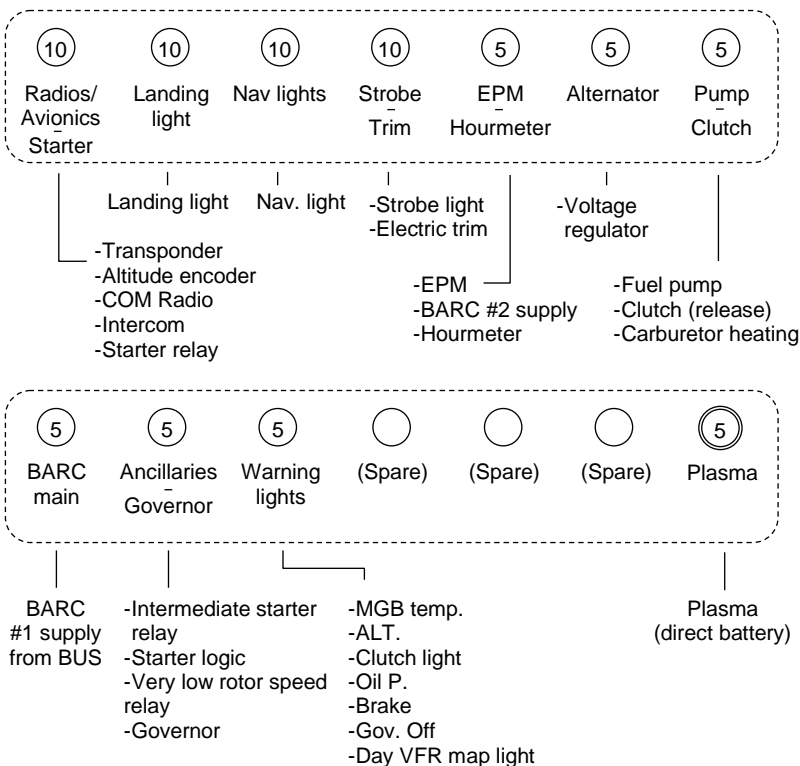 10 10 10 10 5 5 5
Radios/
Avionics
-
Starter
Landing
light
Nav lights
Strobe
-
Trim
EPM
-
Hourmeter
Alternator
Pump
-
Clutch
-Transponder
-Altitude encoder
-COM Radio
-Intercom
-Starter relay
Landing light
Nav. light
-Strobe light
-Electric trim
-EPM
-BARC #2 supply
-Hourmeter
-Voltage
regulator
-Fuel pump
-Clutch (release)
-Carburetor heating
5 5 5 5
BARC
main
Ancillaries
-
Governor
Warning
lights
(Spare)
(Spare)
(Spare)
Plasma
BARC
#1 supply
from BUS
-Intermediate starter
relay
-Starter logic
-Very low rotor speed
relay
-Governor
-MGB temp.
-ALT.
-Clutch light
-Oil P.
-Brake
-Gov. Off
-Day VFR map light
Plasma
(direct battery)